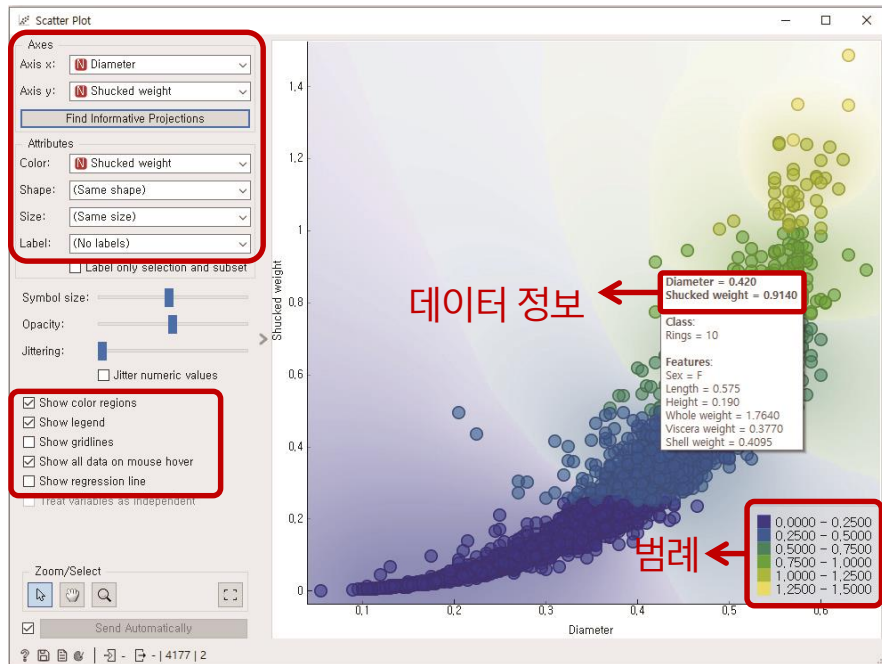 Scatter Plot
Axes
Axis x: N Diameter
Axis y: N Shucked weight
Find Informative Projections
Attributes
Color: N Shucked weight
Shape: (Same shape)
Size: (Same size)
Label: (No labels)
Label only selection and subset
Symbol size:
Opacity:
Jittering:
Jitter numeric values
Show color regions
Show legend
Show gridlines
Show all data on mouse hover
Show regression line
Treat variables as independent
Zoom/Select
Send Automatically
? - - | 4177 | 2
1,4
1,2
1
0,8
0,6
0,4
0,2
0
Shucked weight
0,1 0,2 0,3 0,4 0,5 0,6
Diameter
데이터 정보
Diameter = 0.420
Shucked weight = 0.9140
Class:
Rings = 10
Features:
Sex = F
Length = 0.575
Height = 0.190
Whole weight = 1.7640
Viscera weight = 0.3770
Shell weight = 0.4095
범례
0,0000 - 0,2500
0,2500 - 0,5000
0,5000 - 0,7500
0,7500 - 1,0000
1,0000 - 1,2500
1,2500 - 1,5000